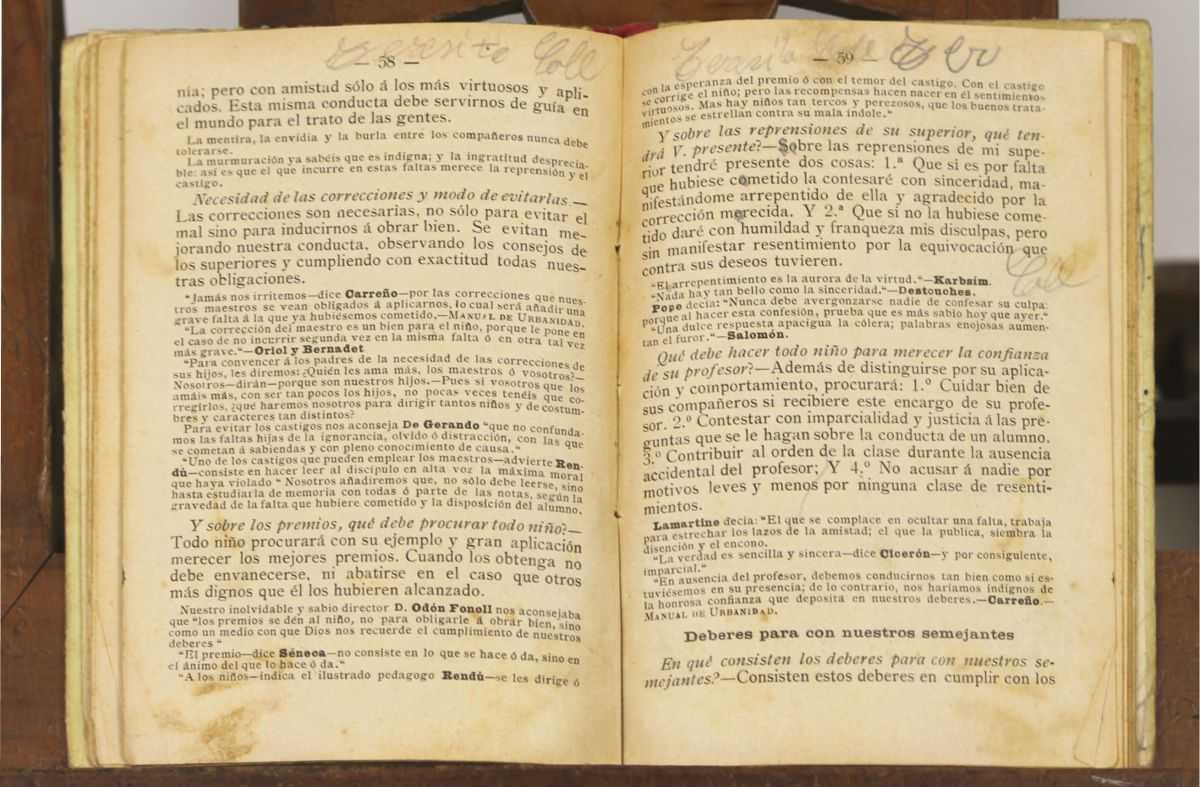 — 58 —
nía; pero con amistad sólo á los más virtuosos y apli-
cados. Esta misma conducta debe servirnos de guía en
el mundo para el trato de las gentes.
La mentira, la envidia y la burla entre los compañeros nunca debe
tolerarse.
La murmuración ya sabéis que es indigna; y la ingratitud desprecia-
ble: así es que el que incurre en estas faltas merece la reprensión y el
castigo.
Necesidad de las correcciones y modo de evitarlas.—
Las correcciones son necesarias, no sólo para evitar el
mal sino para inducirnos á obrar bien. Se evitan me-
jorando nuestra conducta, observando los consejos de
los superiores y cumpliendo con exactitud todas nues-
tras obligaciones.
"Jamás nos irritemos—dice Carreño—por las correcciones que nues-
tros maestros se vean obligados á aplicarnos, lo cual será añadir una
grave falta á la que ya hubiésemos cometido.—MANUAL DE URBANIDAD.
"La corrección del maestro es un bien para el niño, porque le pone en
el caso de no incurrir segunda vez en la misma falta ó en otra tal vez
más grave."—Oriol y Bernadet
"Para convencer á los padres de la necesidad de las correcciones de
sus hijos, les diremos: ¿Quién les ama más, los maestros ó vosotros?—
Nosotros—dirán—porque son nuestros hijos.—Pues si vosotros que los
amáis más, con ser tan pocos los hijos, no pocas veces tenéis que co-
rregirlos, ¿qué haremos nosotros para dirigir tantos niños y de costum-
bres y caracteres tan distintos?
Para evitar los castigos nos aconseja De Gerando "que no confunda-
mos las faltas hijas de la ignorancia, olvido ó distracción, con las que
se cometan á sabiendas y con pleno conocimiento de causa."
"Uno de los castigos que pueden emplear los maestros—advierte Ren-
dú—consiste en hacer leer al discípulo en alta voz la máxima moral
que haya violado " Nosotros añadiremos que, no sólo debe leerse, sino
hasta estudiarla de memoria con todas ó parte de las notas, según la
gravedad de la falta que hubiere cometido y la disposición del alumno.
Y sobre los premios, qué debe procurar todo niño?—
Todo niño procurará con su ejemplo y gran aplicación
merecer los mejores premios. Cuando los obtenga no
debe envanecerse, ni abatirse en el caso que otros
más dignos que él los hubieren alcanzado.
Nuestro inolvidable y sabio director D. Odón Fonoll nos aconsejaba
que "los premios se dén al niño, no para obligarle á obrar bien, sino
como un medio con que Dios nos recuerde el cumplimiento de nuestros
deberes "
"El premio—dice Séneca—no consiste en lo que se hace ó da, sino en
el ánimo del que lo hace ó da."
"A los niños—indica el ilustrado pedagogo Rendú—se les dirige ó
Coll
— 59 —
con la esperanza del premio ó con el temor del castigo. Con el castigo
se corrige el niño; pero las recompensas hacen nacer en él sentimientos
virtuosos. Mas hay niños tan tercos y perezosos, que los buenos trata-
mientos se estrellan contra su mala índole."
Y sobre las reprensiones de su superior, qué ten-
drá V. presente?—Sobre las reprensiones de mi supe-
rior tendré presente dos cosas: 1.ª Que si es por falta
que hubiese cometido la contesaré con sinceridad, ma-
nifestándome arrepentido de ella y agradecido por la
corrección merecida. Y 2.ª Que si no la hubiese come-
tido daré con humildad y franqueza mis disculpas, pero
sin manifestar resentimiento por la equivocación que
contra sus deseos tuvieren.
Coll
"El arrepentimiento es la aurora de la virtud."—Karbsim.
"Nada hay tan bello como la sinceridad."—Destouches.
Pope decía: "Nunca debe avergonzarse nadie de confesar su culpa:
porque al hacer esta confesión, prueba que es más sabio hoy que ayer."
"Una dulce respuesta apacigua la cólera; palabras enojosas aumen-
tan el furor."—Salomón.
Qué debe hacer todo niño para merecer la confianza
de su profesor?—Además de distinguirse por su aplica-
ción y comportamiento, procurará: 1.º Cuidar bien de
sus compañeros si recibiere este encargo de su profe-
sor. 2.º Contestar con imparcialidad y justicia á las pre-
guntas que se le hagan sobre la conducta de un alumno.
3.º Contribuir al orden de la clase durante la ausencia
accidental del profesor; Y 4.º No acusar á nadie por
motivos leves y menos por ninguna clase de resenti-
mientos.
Lamartine decía: "El que se complace en ocultar una falta, trabaja
para estrechar los lazos de la amistad; el que la publica, siembra la
disención y el encono.
"La verdad es sencilla y sincera—dice Cicerón—y por consiguiente,
imparcial."
"En ausencia del profesor, debemos conducirnos tan bien como si es-
tuviésemos en su presencia; de lo contrario, nos haríamos indignos de
la honrosa confianza que deposita en nuestros deberes.—Carreño.—
MANUAL DE URBANIDAD.
Deberes para con nuestros semejantes
En qué consisten los deberes para con nuestros se-
mejantes?—Consisten estos deberes en cumplir con los